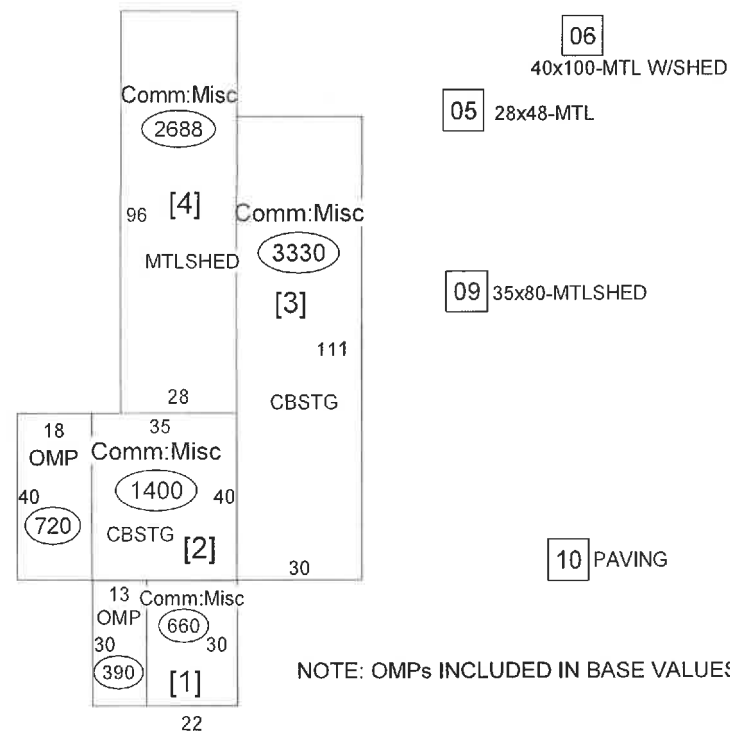 06
40x100-MTL W/SHED
Comm:Misc
2688
05 28x48-MTL
96 [4]
MTLSHED
28
Comm:Misc
3330
[3]
111
CBSTG
30
09 35x80-MTLSHED
18
OMP
40
720
35
Comm:Misc
1400
40
CBSTG [2]
10 PAVING
13
OMP
30
390
Comm:Misc
660
30
[1]
22
NOTE: OMPs INCLUDED IN BASE VALUES